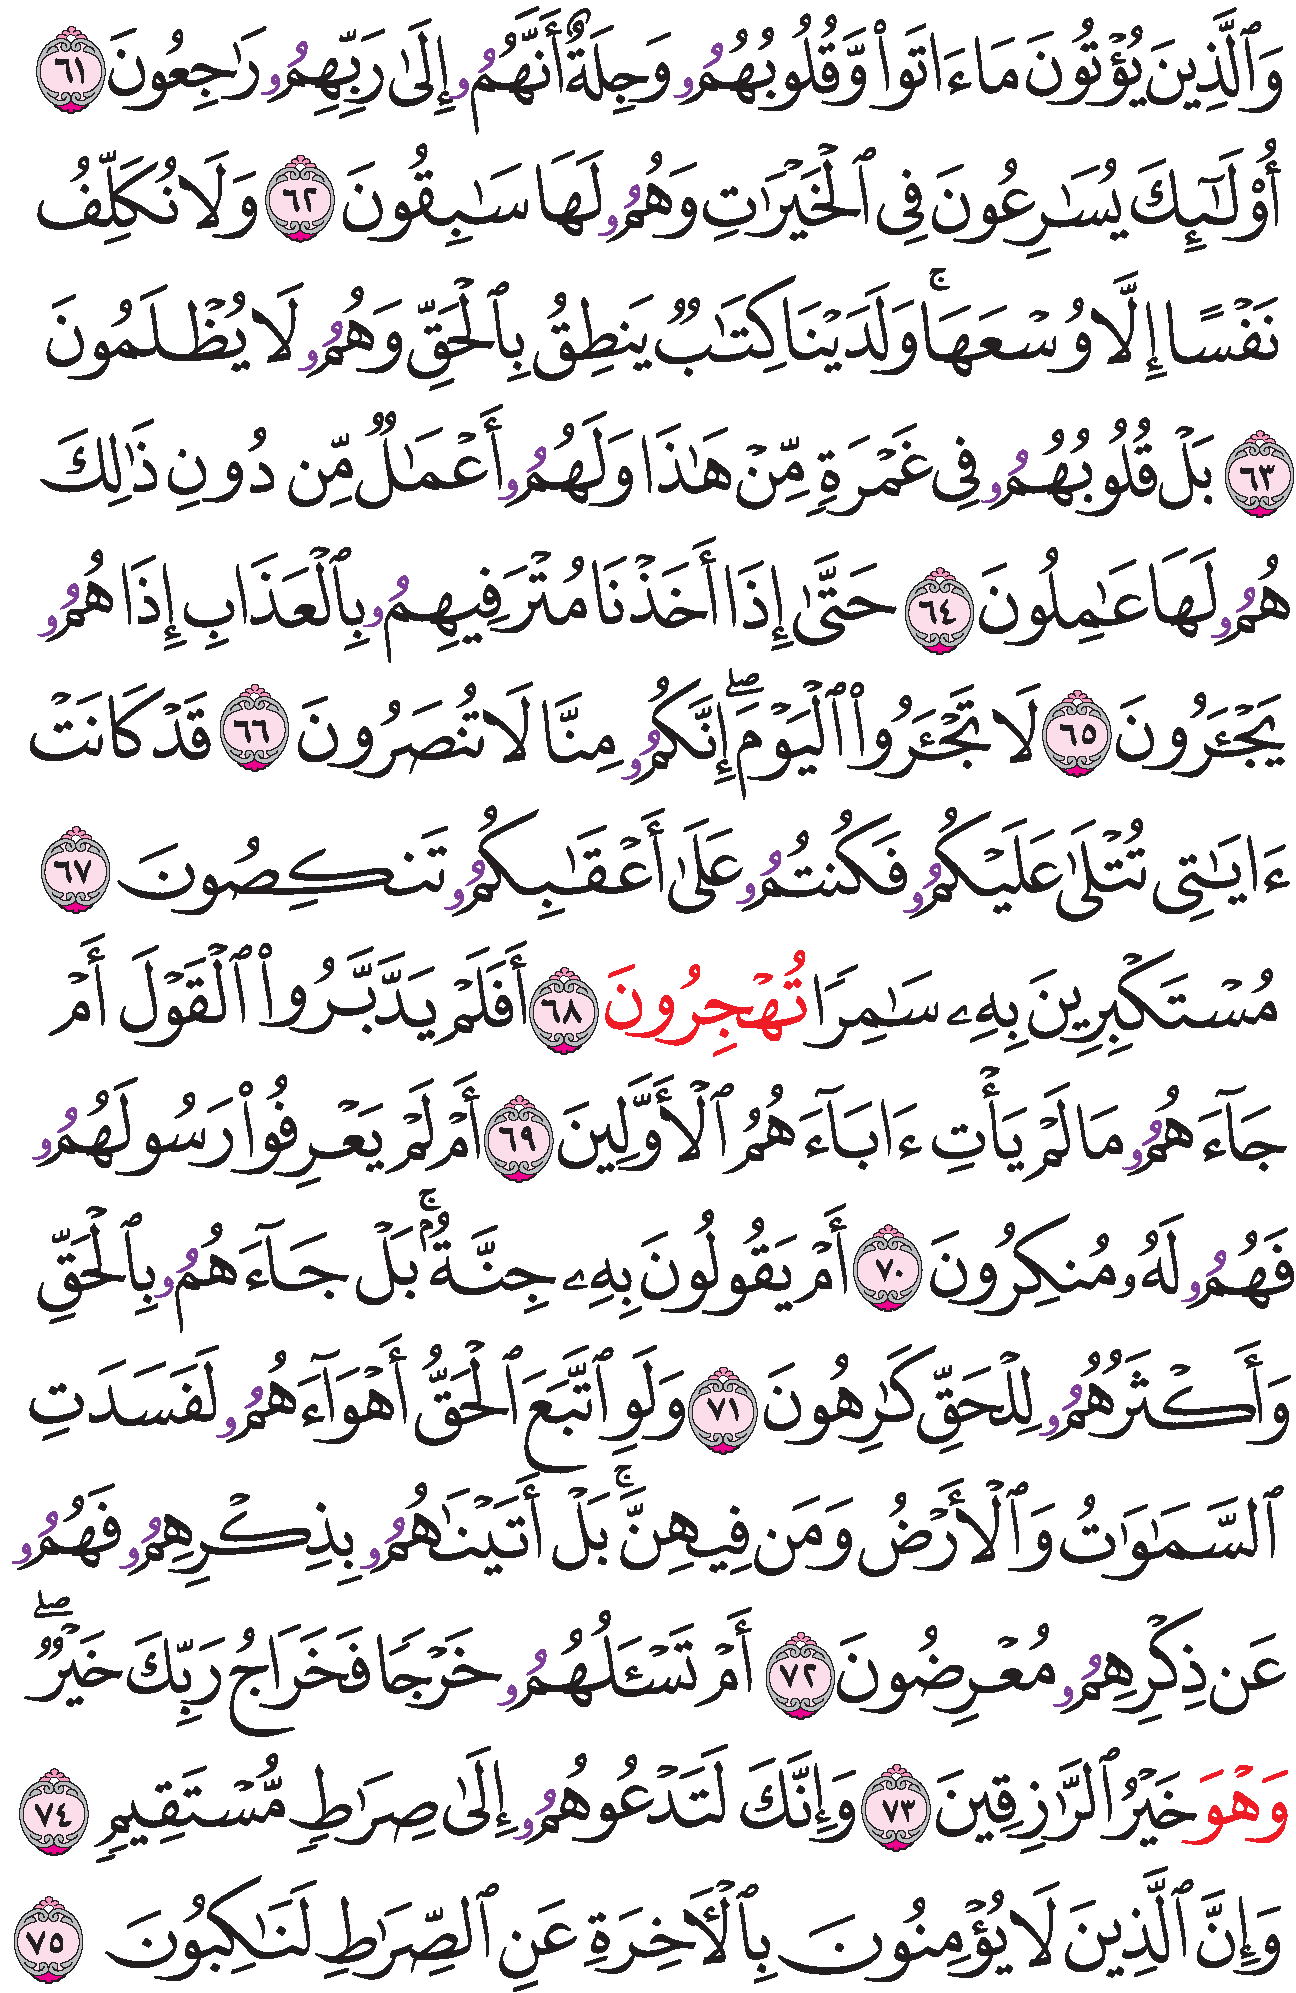 وَٱلَّذِينَ يُؤۡتُونَ مَا ءَاتَواْ وَّقُلُوبُهُمُۥ وَجِلَةٌ أَنَّهُمُۥٓ إِلَىٰ رَبِّهِمُۥ رَٰجِعُونَ ٦١
أُوْلَـٰٓئِكَ يُسَـٰرِعُونَ فِى ٱلۡخَيۡرَٰتِ وَهُمُۥ لَهَا سَـٰبِقُونَ ٦٢ وَلَا نُكَلِّفُ
نَفۡسًا إِلَّا وُسۡعَهَاۚ وَلَدَيۡنَا كِتَـٰبٌ يَنطِقُ بِٱلۡحَقِّ وَهُمُۥ لَا يُظۡلَمُونَ
٦٣ بَلۡ قُلُوبُهُمُۥ فِى غَمۡرَةٍ مِّنۡ هَـٰذَا وَلَهُمُۥٓ أَعۡمَـٰلٌ مِّن دُونِ ذَٰلِكَ
هُمُۥ لَهَا عَـٰمِلُونَ ٦٤ حَتَّىٰ إِذَا أَخَذۡنَا مُتۡرَفِيهِمُۥ بِٱلۡعَذَابِ إِذَا هُمُۥ
يَجۡـَٔرُونَ ٦٥ لَا تَجۡـَٔرُواْ ٱلۡيَوۡمَۖ إِنَّكُمُۥ مِنَّا لَا تُنصَرُونَ ٦٦ قَدۡ كَانَتۡ
ءَايَـٰتِى تُتۡلَىٰ عَلَيۡكُمُۥ فَكُنتُمُۥ عَلَىٰ أَعۡقَـٰبِكُمُۥ تَنكِصُونَ ٦٧
مُسۡتَكۡبِرِينَ بِهِۦ سَـٰمِرًا تُهۡجِرُونَ ٦٨ أَفَلَمۡ يَدَّبَّرُواْ ٱلۡقَوۡلَ أَمۡ
جَآءَهُمُۥ مَا لَمۡ يَأۡتِ ءَابَآءَهُمُ ٱلۡأَوَّلِينَ ٦٩ أَمۡ لَمۡ يَعۡرِفُواْ رَسُولَهُمُۥ
فَهُمُۥ لَهُۥ مُنكِرُونَ ٧٠ أَمۡ يَقُولُونَ بِهِۦ جِنَّةُۢۚ بَلۡ جَآءَهُمُۥ بِٱلۡحَقِّ
وَأَكۡثَرُهُمُۥ لِلۡحَقِّ كَـٰرِهُونَ ٧١ وَلَوِ ٱتَّبَعَ ٱلۡحَقُّ أَهۡوَآءَهُمُۥ لَفَسَدَتِ
ٱلسَّمَـٰوَٰتُ وَٱلۡأَرۡضُ وَمَن فِيهِنَّۚ بَلۡ أَتَيۡنَـٰهُمُۥ بِذِكۡرِهِمُۥ فَهُمُۥ
عَن ذِكۡرِهِمُۥ مُعۡرِضُونَ ٧٢ أَمۡ تَسۡـَٔلُهُمُۥ خَرۡجًا فَخَرَاجُ رَبِّكَ خَيۡرٌۖ
وَهۡوَ خَيۡرُ ٱلرَّٰزِقِينَ ٧٣ وَإِنَّكَ لَتَدۡعُوهُمُۥٓ إِلَىٰ صِرَٰطٍ مُّسۡتَقِيمٍ ٧٤
وَإِنَّ ٱلَّذِينَ لَا يُؤۡمِنُونَ بِٱلۡأَخِرَةِ عَنِ ٱلصِّرَٰطِ لَنَـٰكِبُونَ ٧٥